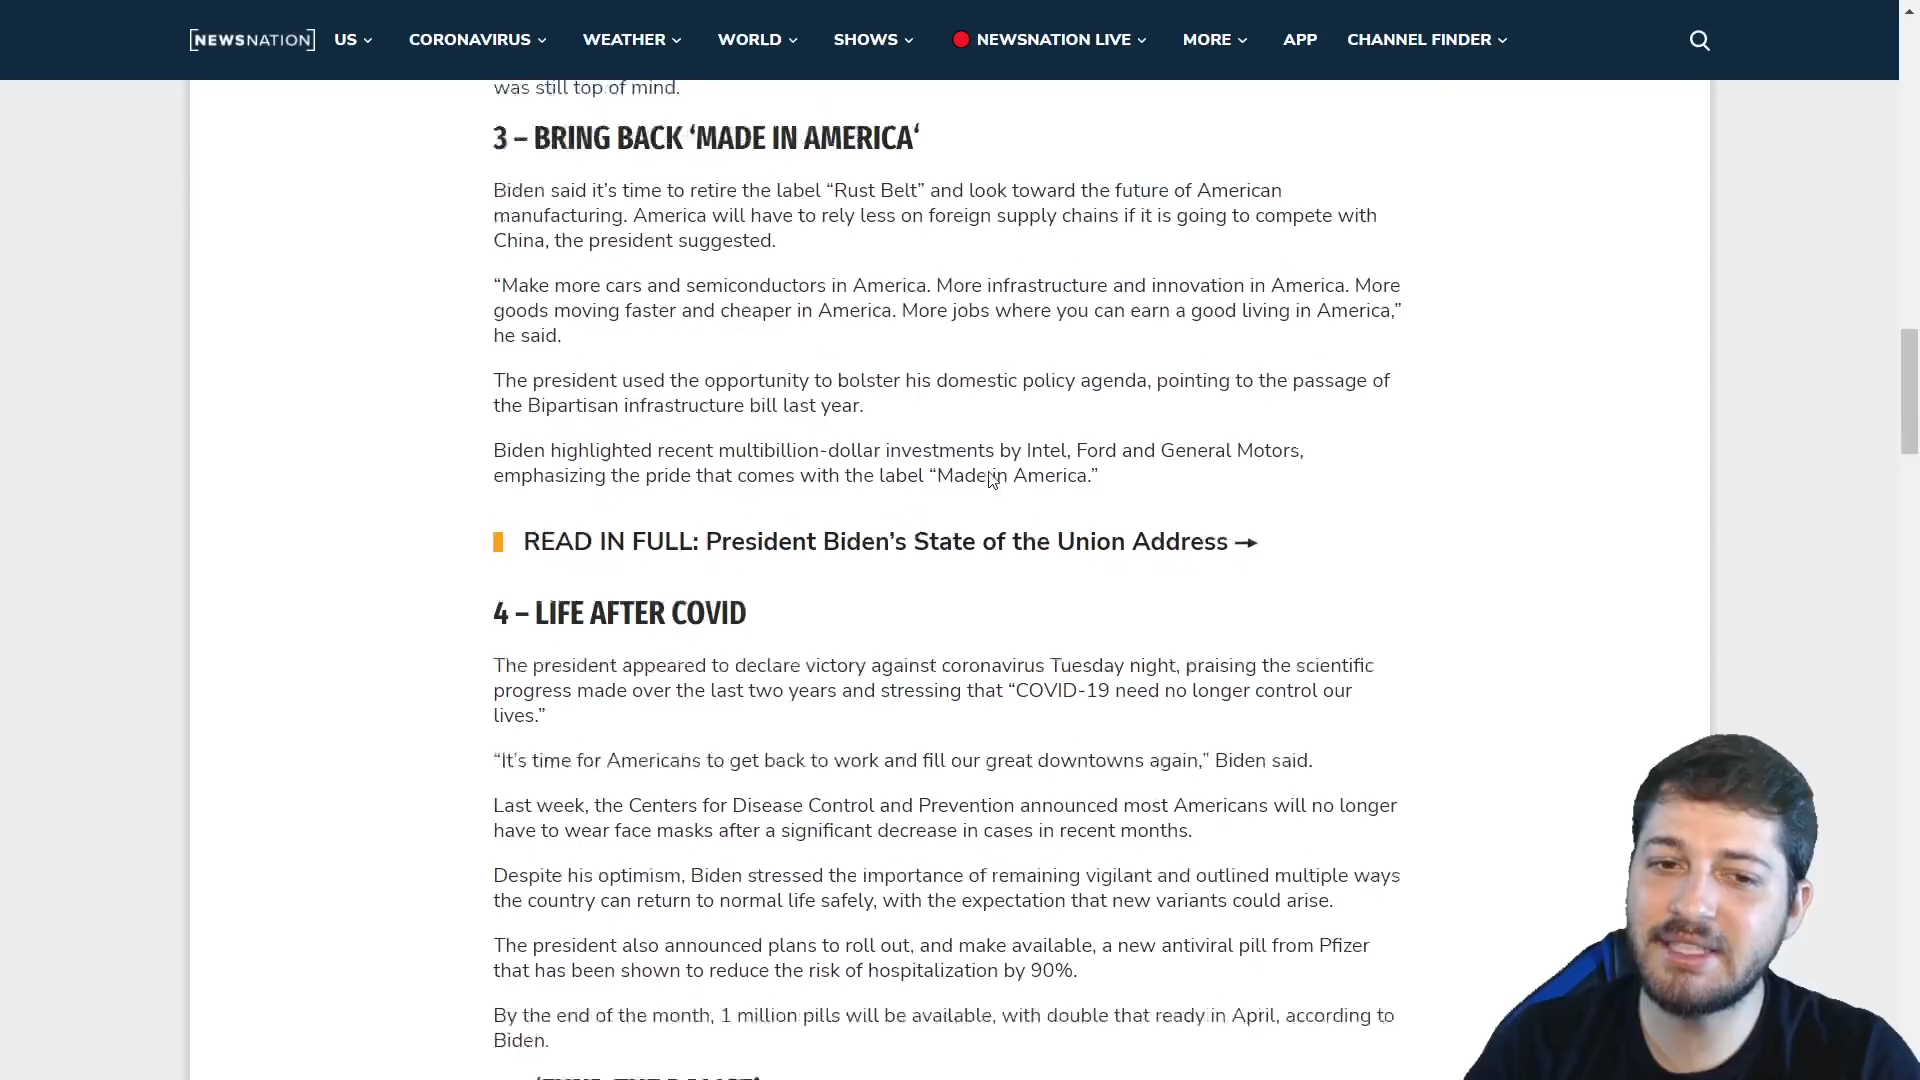 NEWSNATION US CORONAVIRUS WEATHER WORLD SHOWS NEWSNATION LIVE MORE APP CHANNEL FINDER
was still top of mind.
3 – BRING BACK ‘MADE IN AMERICA‘
Biden said it’s time to retire the label “Rust Belt” and look toward the future of American
manufacturing. America will have to rely less on foreign supply chains if it is going to compete with
China, the president suggested.
“Make more cars and semiconductors in America. More infrastructure and innovation in America. More
goods moving faster and cheaper in America. More jobs where you can earn a good living in America,”
he said.
The president used the opportunity to bolster his domestic policy agenda, pointing to the passage of
the Bipartisan infrastructure bill last year.
Biden highlighted recent multibillion-dollar investments by Intel, Ford and General Motors,
emphasizing the pride that comes with the label “Made in America.”
READ IN FULL: President Biden’s State of the Union Address →
4 – LIFE AFTER COVID
The president appeared to declare victory against coronavirus Tuesday night, praising the scientific
progress made over the last two years and stressing that “COVID-19 need no longer control our
lives.”
“It’s time for Americans to get back to work and fill our great downtowns again,” Biden said.
Last week, the Centers for Disease Control and Prevention announced most Americans will no longer
have to wear face masks after a significant decrease in cases in recent months.
Despite his optimism, Biden stressed the importance of remaining vigilant and outlined multiple ways
the country can return to normal life safely, with the expectation that new variants could arise.
The president also announced plans to roll out, and make available, a new antiviral pill from Pfizer
that has been shown to reduce the risk of hospitalization by 90%.
By the end of the month, 1 million pills will be available, with double that ready in April, according to
Biden.